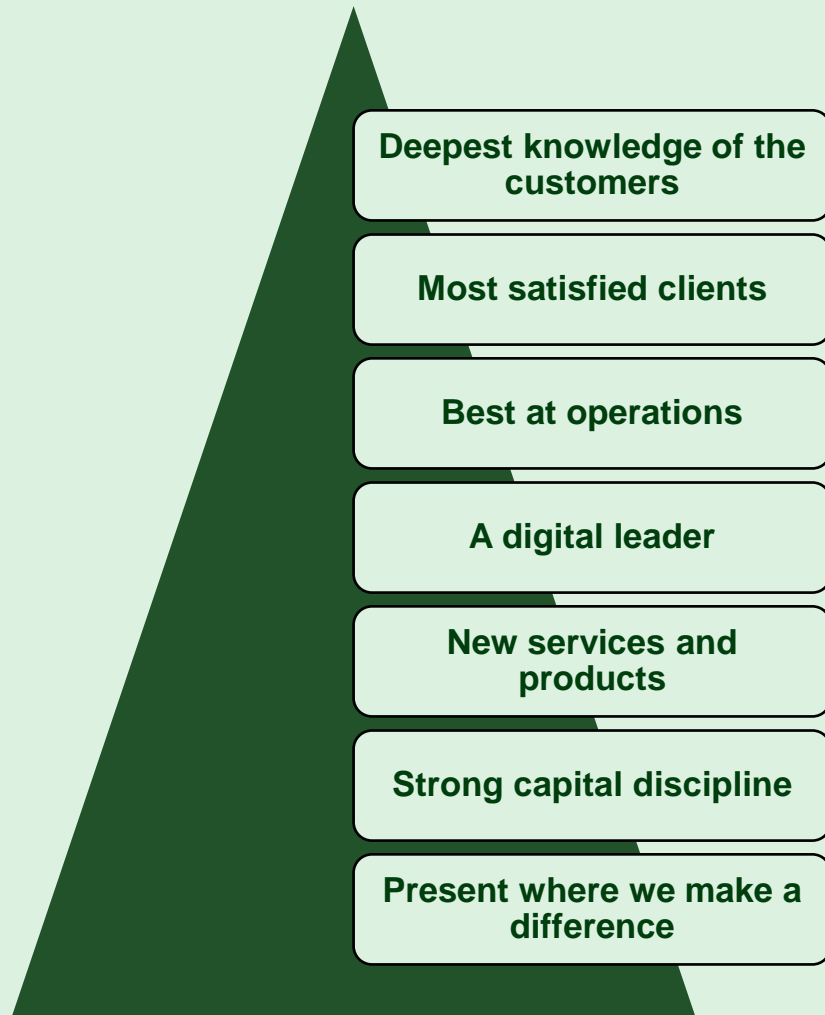 Deepest knowledge of the
customers
Most satisfied clients
Best at operations
A digital leader
New services and
products
Strong capital discipline
Present where we make a
difference